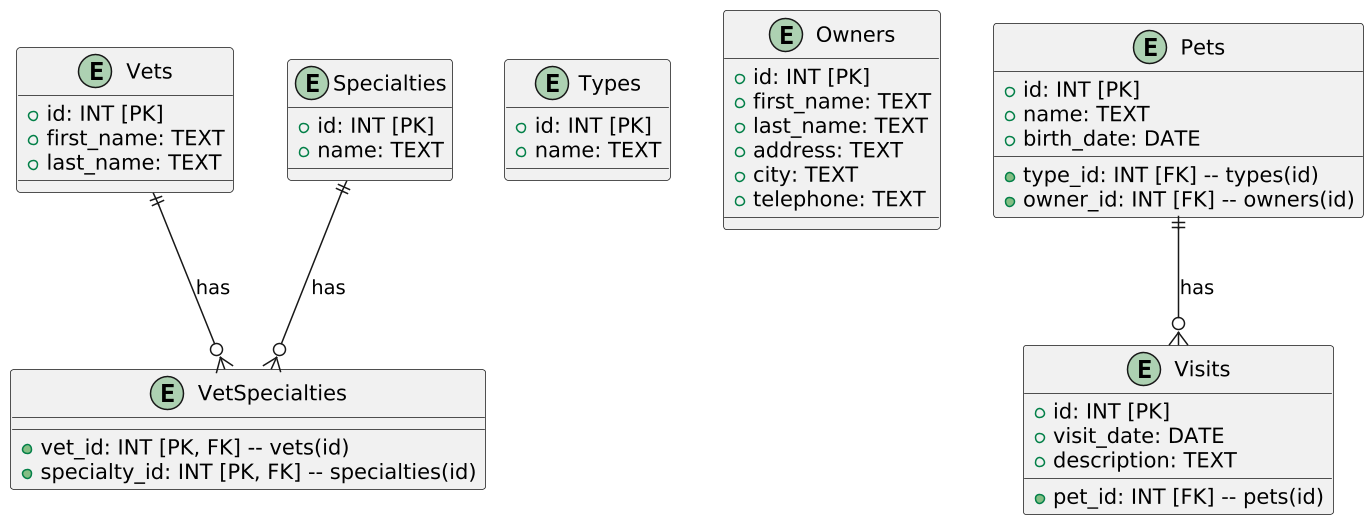 E Vets
id: INT [PK]
first_name: TEXT
last_name: TEXT
E Specialties
id: INT [PK]
name: TEXT
E Types
id: INT [PK]
name: TEXT
E Owners
id: INT [PK]
first_name: TEXT
last_name: TEXT
address: TEXT
city: TEXT
telephone: TEXT
E Pets
id: INT [PK]
name: TEXT
birth_date: DATE
type_id: INT [FK] -- types(id)
owner_id: INT [FK] -- owners(id)
has
has
has
E VetSpecialties
vet_id: INT [PK, FK] -- vets(id)
specialty_id: INT [PK, FK] -- specialties(id)
E Visits
id: INT [PK]
visit_date: DATE
description: TEXT
pet_id: INT [FK] -- pets(id)